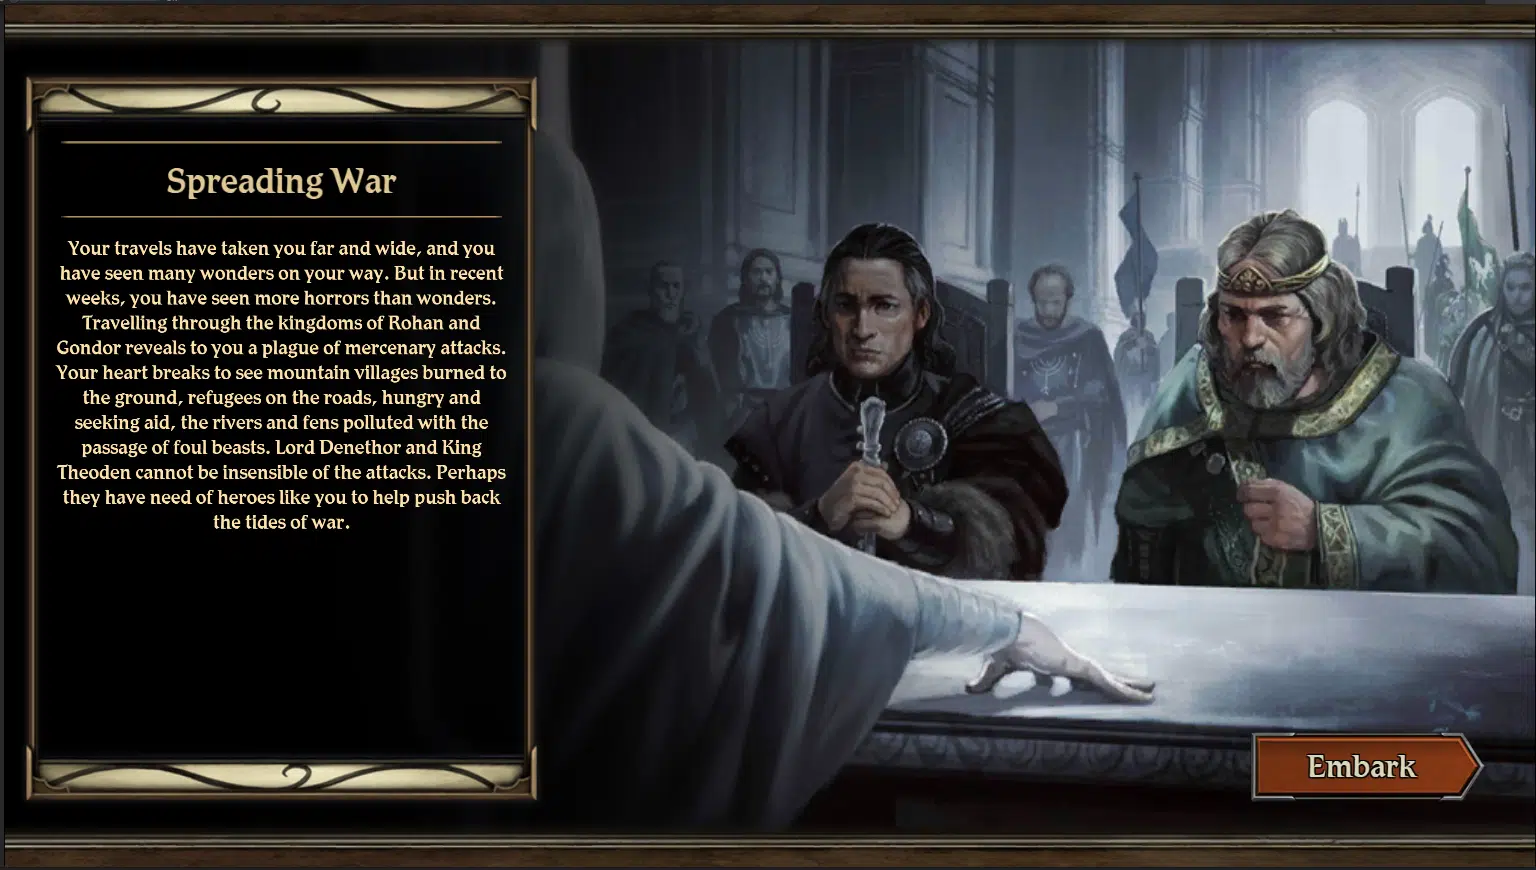 Spreading War
Your travels have taken you far and wide, and you
have seen many wonders on your way. But in recent
weeks, you have seen more horrors than wonders.
Travelling through the kingdoms of Rohan and
Gondor reveals to you a plague of mercenary attacks.
Your heart breaks to see mountain villages burned to
the ground, refugees on the roads, hungry and
seeking aid, the rivers and fens polluted with the
passage of foul beasts. Lord Denethor and King
Theoden cannot be insensible of the attacks. Perhaps
they have need of heroes like you to help push back
the tides of war.
Embark